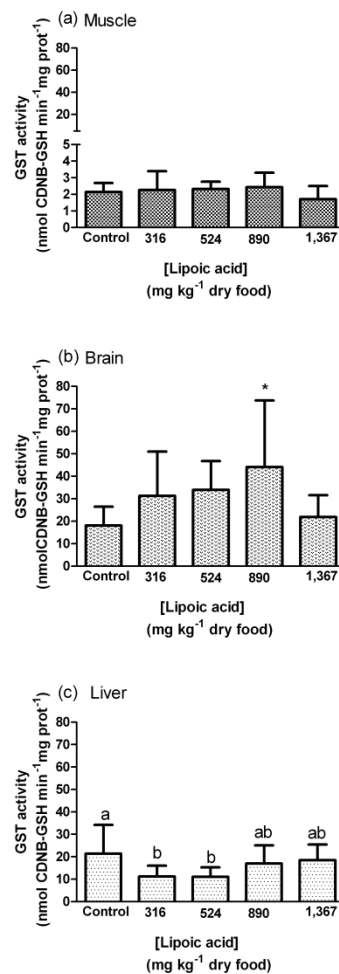 (a) Muscle
GST activity
(nmol CDNB-GSH min⁻¹mg prot⁻¹)
80
60
40
20
5
4
3
2
1
0
Control 316 524 890 1,367
[Lipoic acid]
(mg kg⁻¹ dry food)
(b) Brain
GST activity
(nmolCDNB-GSH min⁻¹mg prot⁻¹)
80
70
60
50
40
30
20
10
0
*
Control 316 524 890 1,367
[Lipoic acid]
(mg kg⁻¹ dry food)
(c) Liver
GST activity
(nmol CDNB-GSH min⁻¹mg prot⁻¹)
80
70
60
50
40
30
20
10
0
a b b ab ab
Control 316 524 890 1,367
[Lipoic acid]
(mg kg⁻¹ dry food)